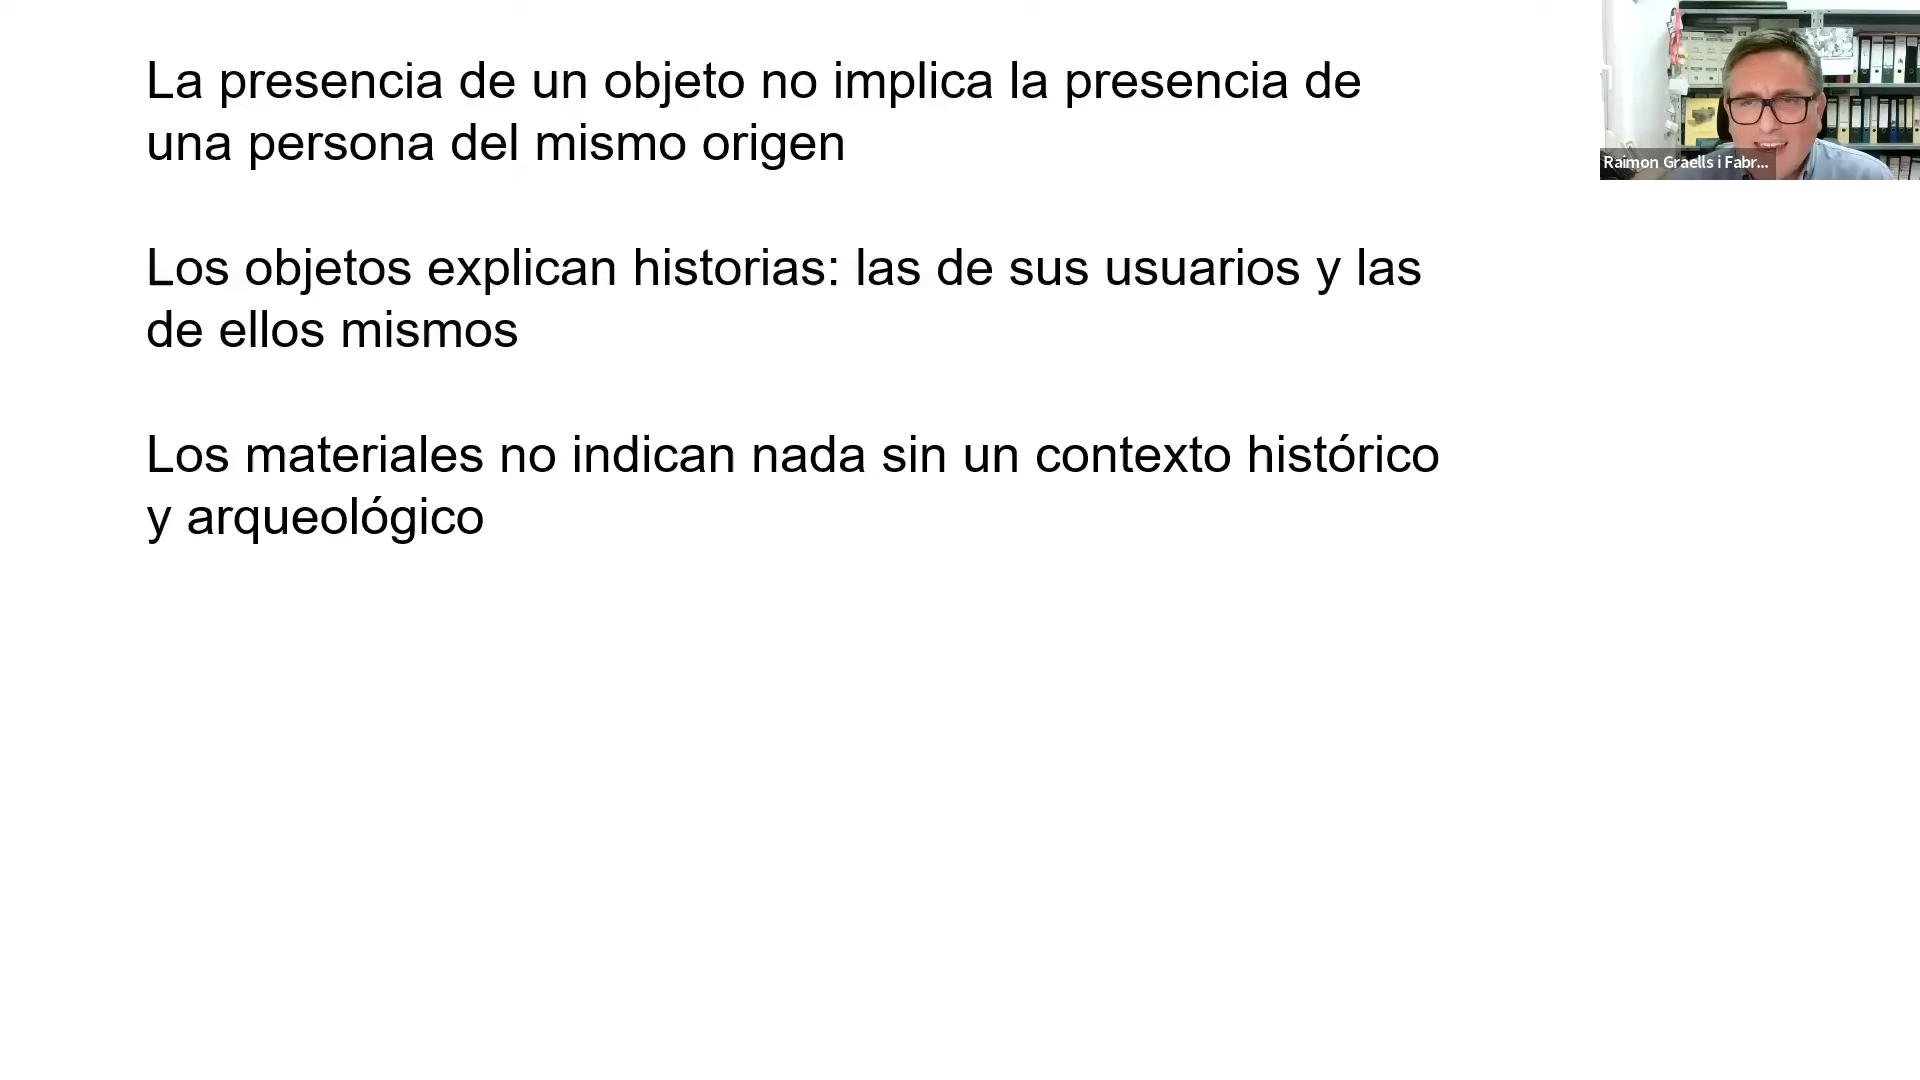 La presencia de un objeto no implica la presencia de
una persona del mismo origen
Los objetos explican historias: las de sus usuarios y las
de ellos mismos
Los materiales no indican nada sin un contexto histórico
y arqueológico
Raimon Graells i Fabr...